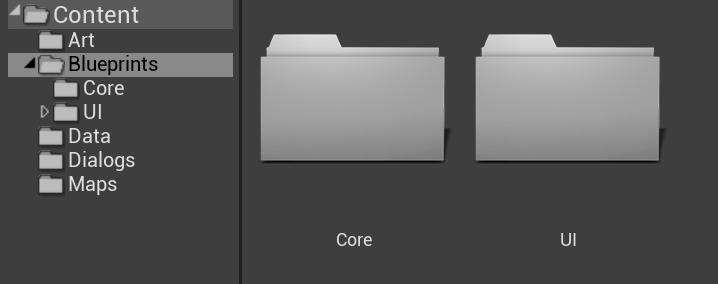 Content
Art
Blueprints
Core
UI
Data
Dialogs
Maps
Core
UI